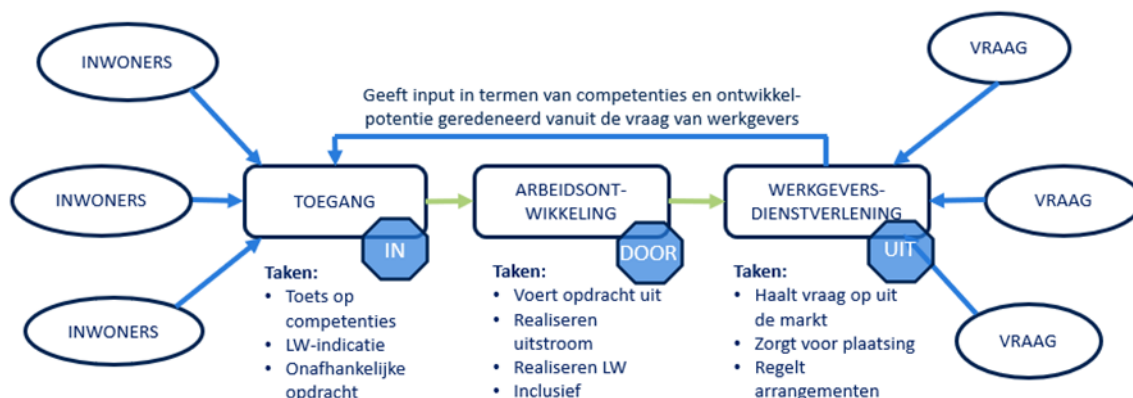 INWONERS
INWONERS
INWONERS
VRAAG
VRAAG
VRAAG
Geeft input in termen van competenties en ontwikkel-
potentie geredeneerd vanuit de vraag van werkgevers
TOEGANG
IN
Taken:
• Toets op
competenties
• LW-indicatie
• Onafhankelijke
opdracht
ARBEIDSONT-
WIKKELING
DOOR
Taken:
• Voert opdracht uit
• Realiseren
uitstroom
• Realiseren LW
• Inclusief
WERKGEVERS-
DIENSTVERLENING
UIT
Taken:
• Haalt vraag op uit
de markt
• Zorgt voor plaatsing
• Regelt
arrangementen